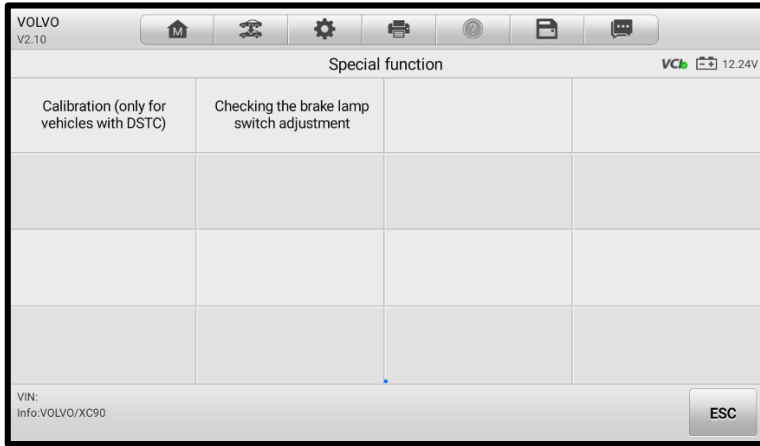 VOLVO
V2.10
M
?
Special function
VCb
12.24V
Calibration (only for
vehicles with DSTC)
Checking the brake lamp
switch adjustment
VIN:
Info:VOLVO/XC90
ESC